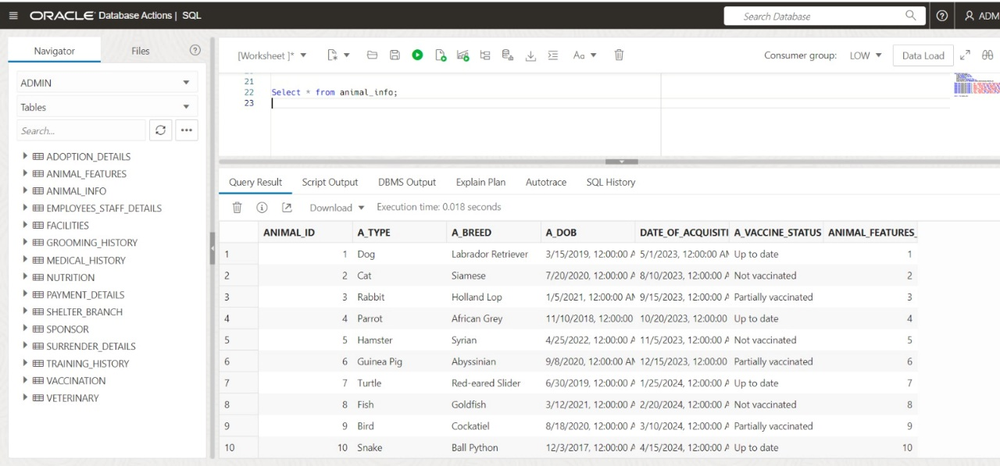 ORACLE Database Actions | SQL Search Database ADM
Navigator Files
[Worksheet ]* Aa Consumer group: LOW Data Load
ADMIN
Tables
Search...
ADOPTION_DETAILS
ANIMAL_FEATURES
ANIMAL_INFO
EMPLOYEES_STAFF_DETAILS
FACILITIES
GROOMING_HISTORY
MEDICAL_HISTORY
NUTRITION
PAYMENT_DETAILS
SHELTER_BRANCH
SPONSOR
SURRENDER_DETAILS
TRAINING_HISTORY
VACCINATION
VETERINARY
21
22 Select * from animal_info;
23
Query Result Script Output DBMS Output Explain Plan Autotrace SQL History
Download Execution time: 0.018 seconds
ANIMAL_ID A_TYPE A_BREED A_DOB DATE_OF_ACQUISITI A_VACCINE_STATUS ANIMAL_FEATURES_
1 1 Dog Labrador Retriever 3/15/2019, 12:00:00 A 5/1/2023, 12:00:00 AM Up to date 1
2 2 Cat Siamese 7/20/2020, 12:00:00 A 8/10/2023, 12:00:00 A Not vaccinated 2
3 3 Rabbit Holland Lop 1/5/2021, 12:00:00 AM 9/15/2023, 12:00:00 A Partially vaccinated 3
4 4 Parrot African Grey 11/10/2018, 12:00:00 10/20/2023, 12:00:00 Up to date 4
5 5 Hamster Syrian 4/25/2022, 12:00:00 A 11/5/2023, 12:00:00 A Not vaccinated 5
6 6 Guinea Pig Abyssinian 9/8/2020, 12:00:00 AM 12/15/2023, 12:00:00 Partially vaccinated 6
7 7 Turtle Red-eared Slider 6/30/2019, 12:00:00 A 1/25/2024, 12:00:00 A Up to date 7
8 8 Fish Goldfish 3/12/2021, 12:00:00 A 2/20/2024, 12:00:00 A Not vaccinated 8
9 9 Bird Cockatiel 8/18/2020, 12:00:00 A 3/10/2024, 12:00:00 A Partially vaccinated 9
10 10 Snake Ball Python 12/3/2017, 12:00:00 A 4/15/2024, 12:00:00 A Up to date 10